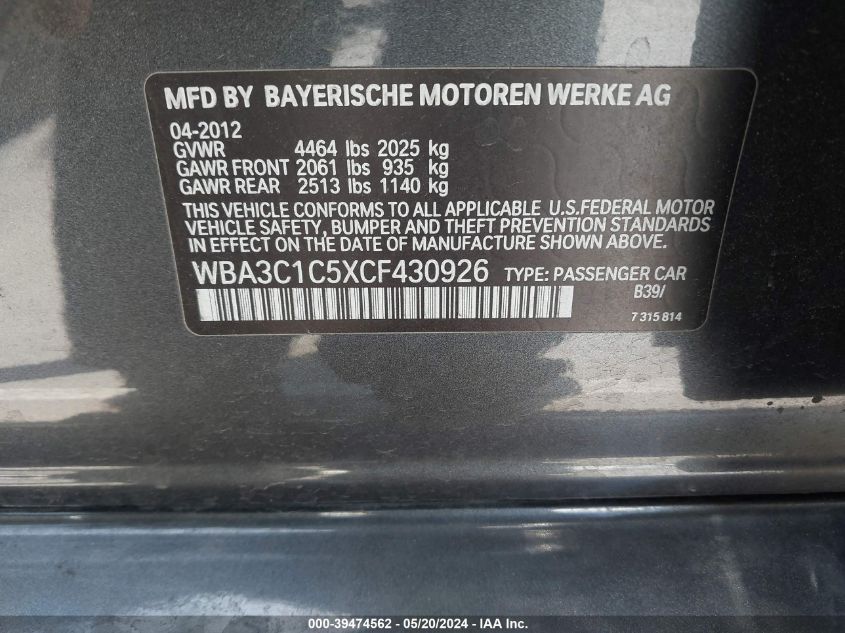 MFD BY BAYERISCHE MOTOREN WERKE AG
04-2012
GVWR 4464 lbs 2025 kg
GAWR FRONT 2061 lbs 935 kg
GAWR REAR 2513 lbs 1140 kg
THIS VEHICLE CONFORMS TO ALL APPLICABLE U.S.FEDERAL MOTOR
VEHICLE SAFETY, BUMPER AND THEFT PREVENTION STANDARDS
IN EFFECT ON THE DATE OF MANUFACTURE SHOWN ABOVE.
WBA3C1C5XCF430926 TYPE: PASSENGER CAR
B39/
7 315 814
000-39474562 - 05/20/2024 - IAA Inc.